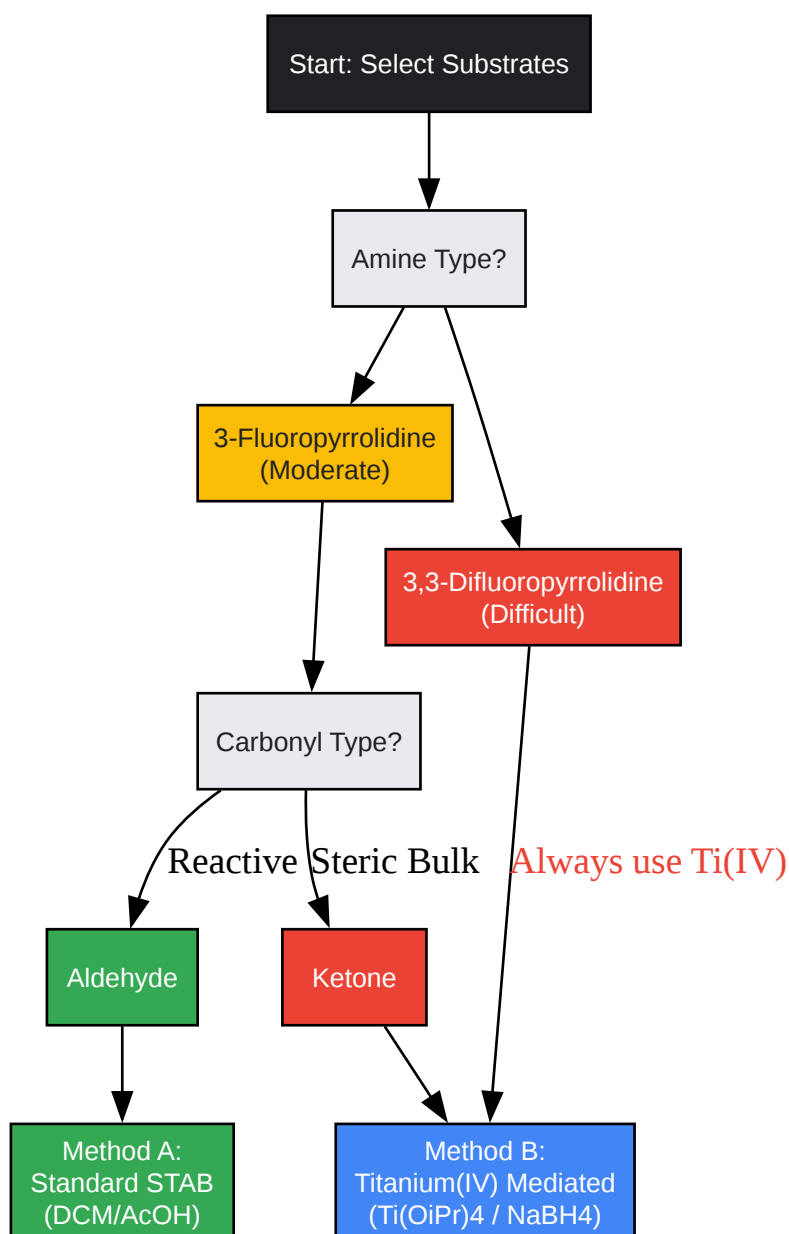 Start: Select Substrates
Amine Type?
3-Fluoropyrrolidine
(Moderate)
3,3-Difluoropyrrolidine
(Difficult)
Carbonyl Type?
Reactive
Steric Bulk
Always use Ti(IV)
Aldehyde
Ketone
Method A:
Standard STAB
(DCM/AcOH)
Method B:
Titanium(IV) Mediated
(Ti(OiPr)4 / NaBH4)